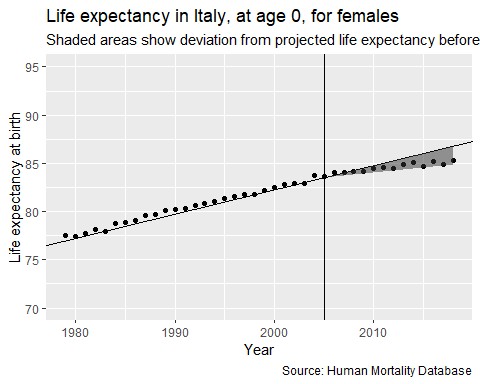 Life expectancy in Italy, at age 0, for females
Shaded areas show deviation from projected life expectancy before
95
90
85
80
75
70
Life expectancy at birth
1980 1990 2000 2010
Year
Source: Human Mortality Database